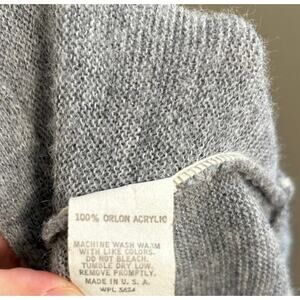 100% ORLON ACRYLIC
MACHINE WASH WARM
WITH LIKE COLORS.
DO NOT BLEACH.
TUMBLE DRY LOW.
REMOVE PROMPTLY.
MADE IN U. S. A.
WPL 5624